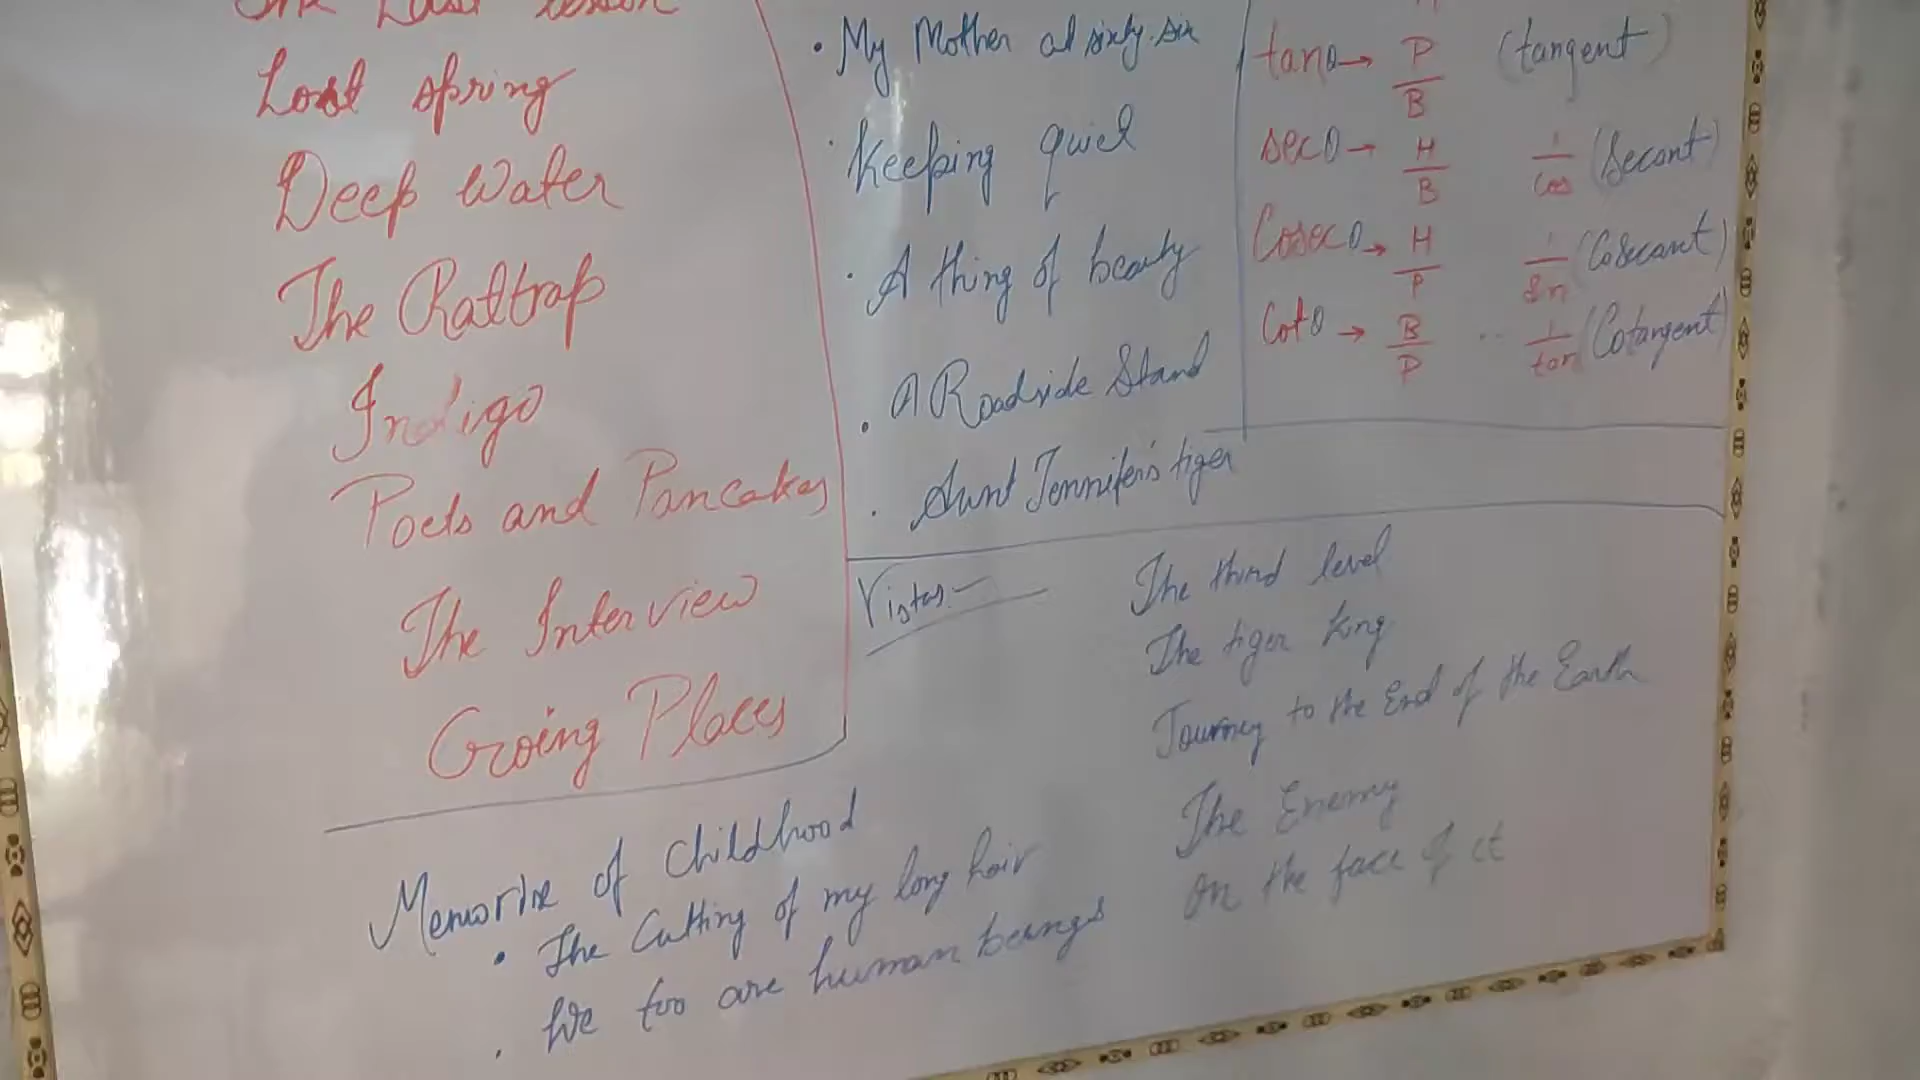 Last lesson
Lost spring
Deep Water
The Rattrap
Indigo
Poets and Pancakes
The Interview
Going Places
· My Mother at sixty-six
· Keeping quiet
· A thing of beauty
· A Roadside Stand
· Aunt Jennifer's tiger
tanθ → P/B (tangent)
secθ → H/B 1/cos (Secant)
Cosecθ → H/P 1/sin (Cosecant)
Cotθ → B/P 1/tan (Cotangent)
Vistas:-
The third level
The tiger king
Journey to the End of the Earth
The Enemy
On the face of it
Memorise of Childhood
· The Cutting of my long hair
· We too are human beings